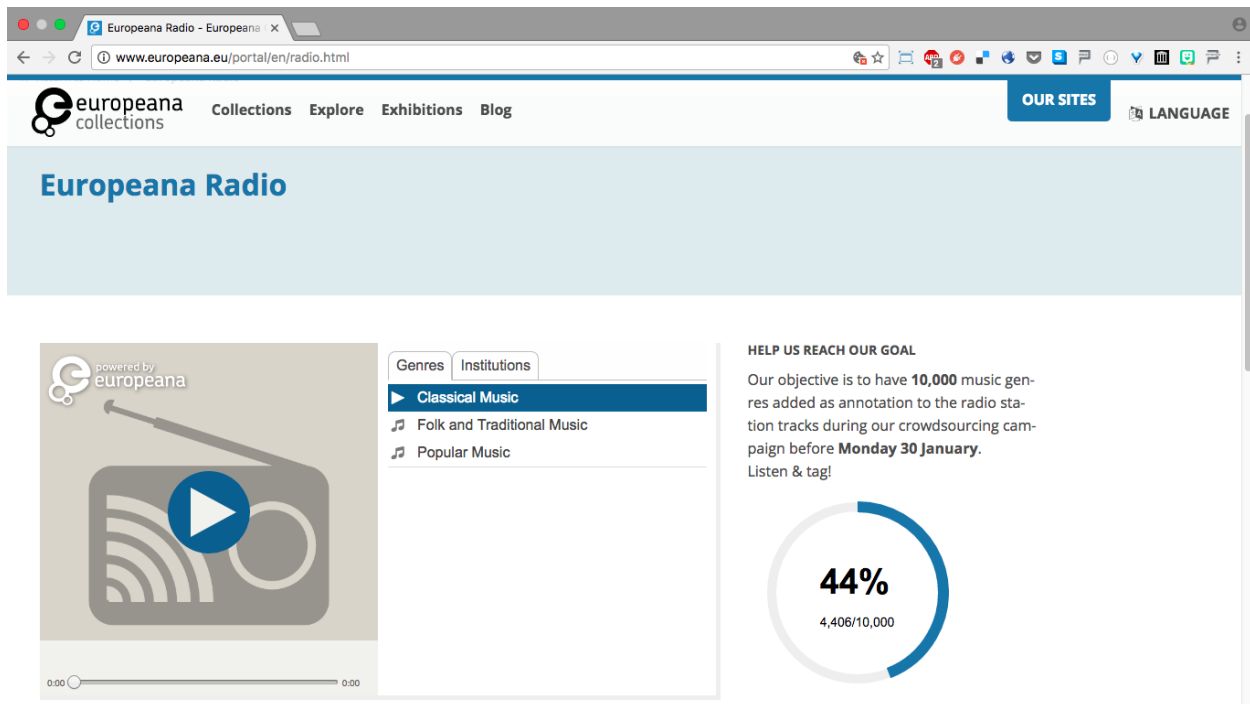 Europeana Radio - Europeana
www.europeana.eu/portal/en/radio.html
ABP
2
S
europeana
collections
Collections Explore Exhibitions Blog
OUR SITES
LANGUAGE
Europeana Radio
powered by
europeana
Genres Institutions
Classical Music
Folk and Traditional Music
Popular Music
0:00 0:00
HELP US REACH OUR GOAL
Our objective is to have 10,000 music gen-
res added as annotation to the radio sta-
tion tracks during our crowdsourcing cam-
paign before Monday 30 January.
Listen & tag!
44%
4,406/10,000